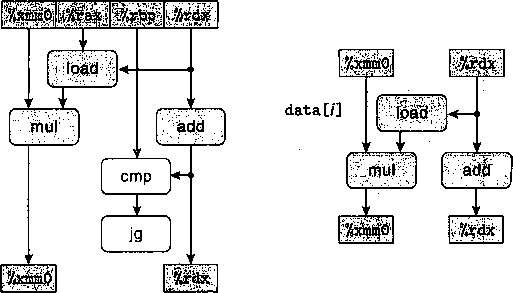 %xmm0 %rax %rbp %rdx
load
mul add
cmp
jg
%xmm0 %rdx
%xmm0 %rdx
data[i]
load
mul add
%xmm0 %rdx